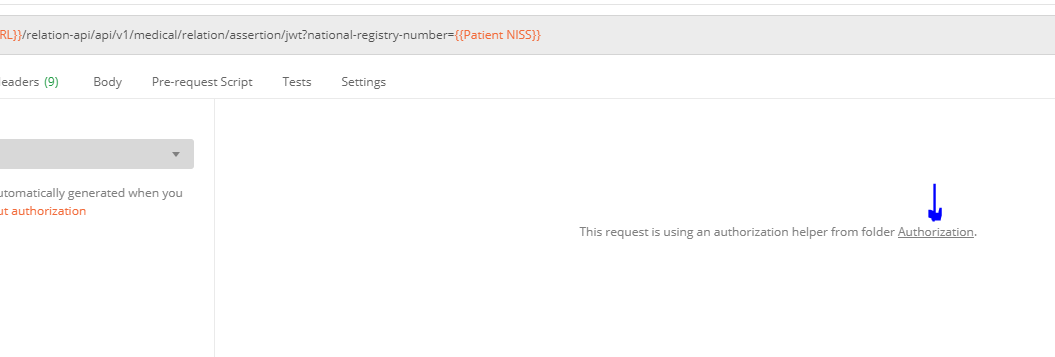 RL}}/relation-api/api/v1/medical/relation/assertion/jwt?national-registry-number={{Patient NISS}}
eaders (9) Body Pre-request Script Tests Settings
utomatically generated when you
ut authorization
This request is using an authorization helper from folder Authorization.